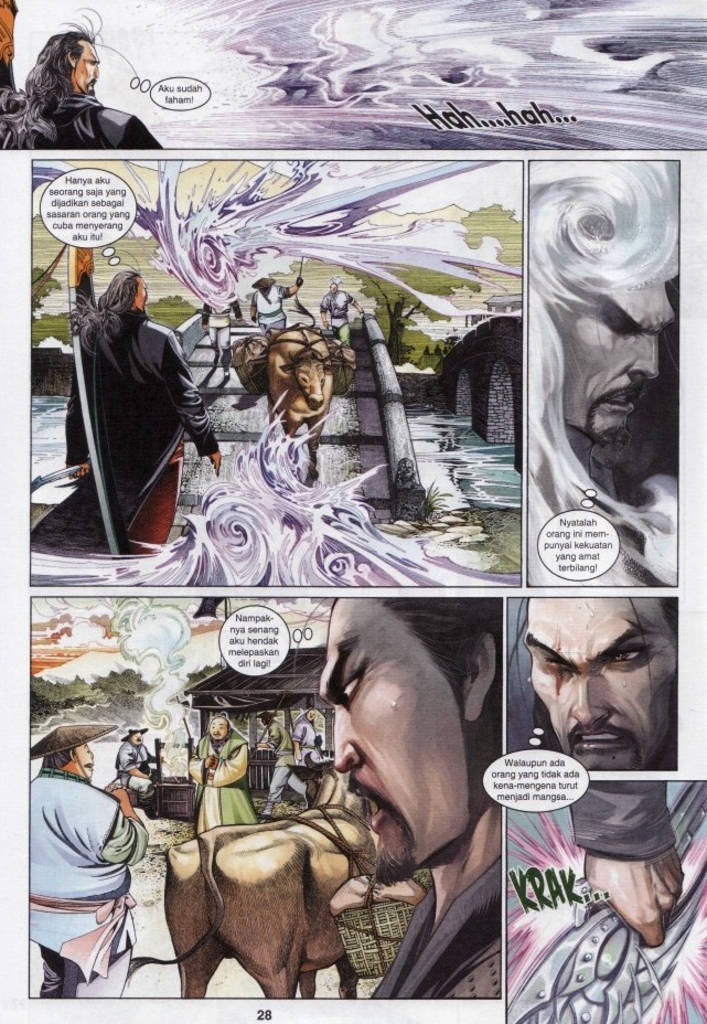 Aku sudah
faham!
Hah....hah...
Hanya aku
seorang saja yang
dijadikan sebagai
sasaran orang yang
cuba menyerang
aku itu!
Nyatalah
orang ini mem-
punyai kekuatan
yang amat
terbilang!
Nampak-
nya senang
aku hendak
melepaskan
diri lagi!
Walaupun ada
orang yang tidak ada
kena-mengena turut
menjadi mangsa...
KRAK...
28